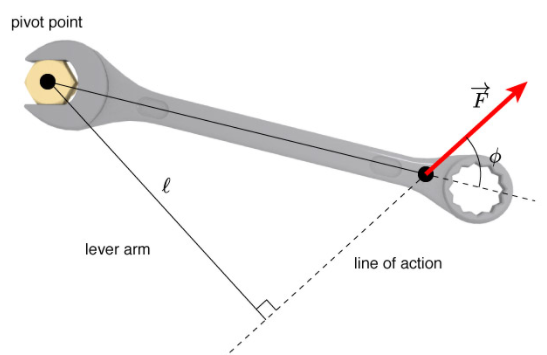 pivot point
F
ϕ
ℓ
lever arm
line of action